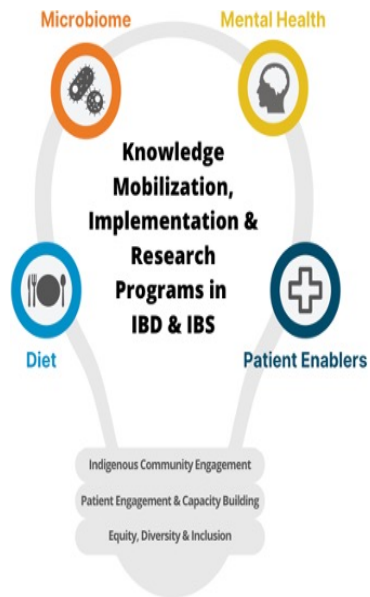 Microbiome
Mental Health
Knowledge
Mobilization,
Implementation &
Research
Programs in
IBD & IBS
Diet
Patient Enablers
Indigenous Community Engagement
Patient Engagement & Capacity Building
Equity, Diversity & Inclusion